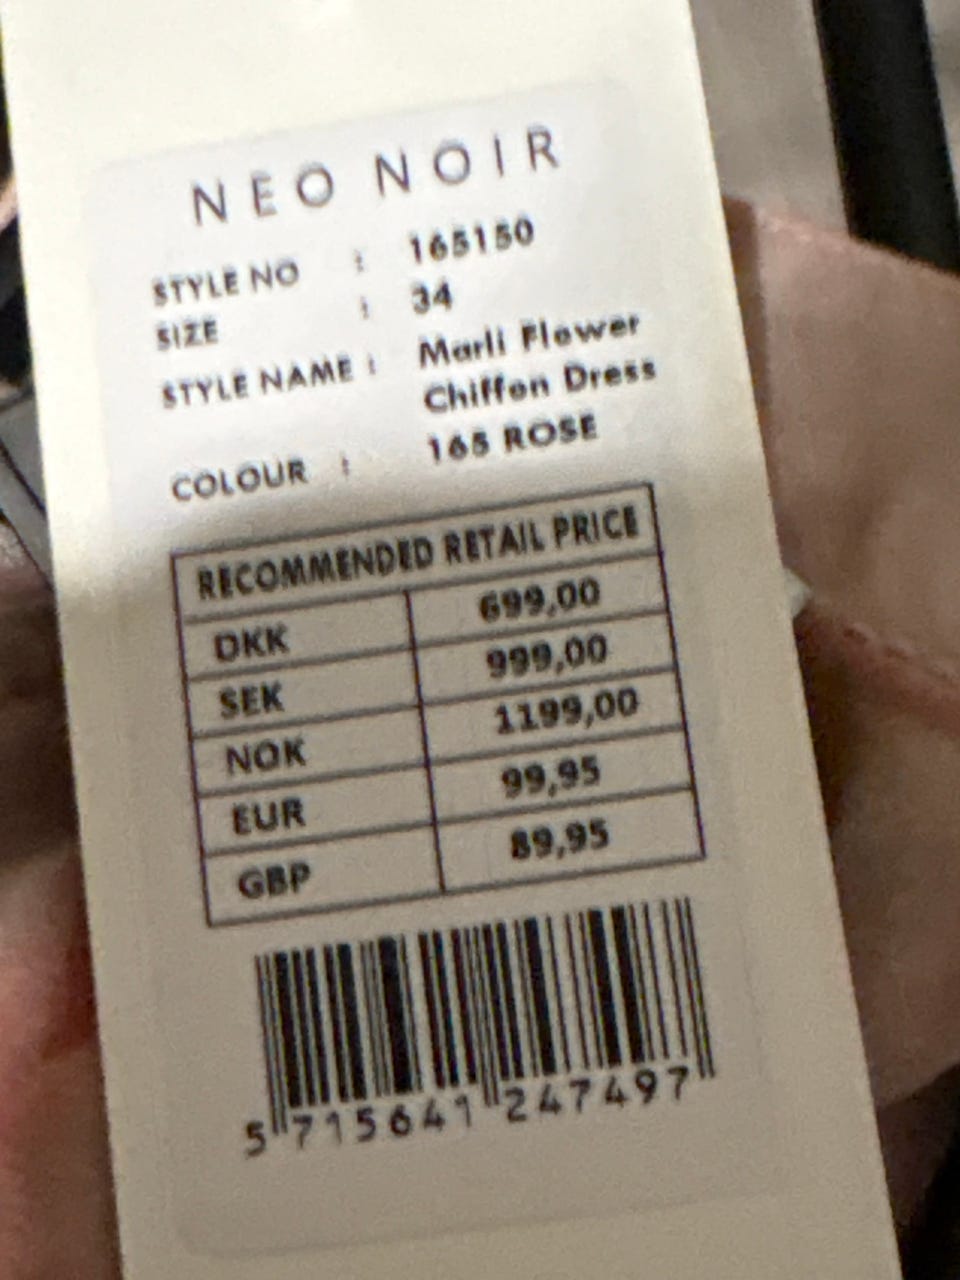 NEO NOIR
STYLE NO : 165150
SIZE : 34
STYLE NAME : Marli Flower
Chiffon Dress
COLOUR : 165 ROSE
RECOMMENDED RETAIL PRICE
DKK 699,00
SEK 999,00
NOK 1199,00
EUR 99,95
GBP 89,95
5 715641 247497